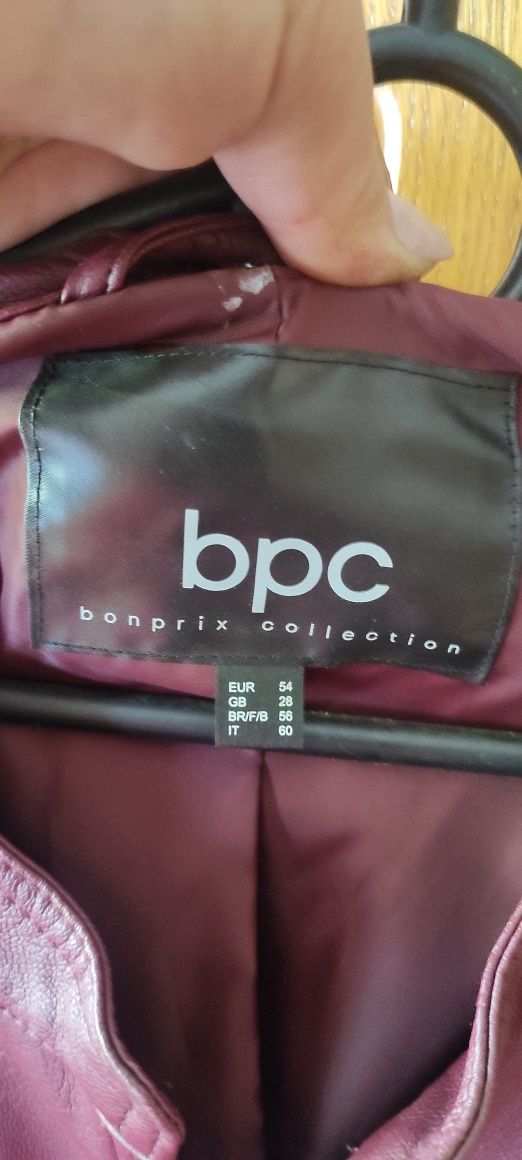 bpc
bonprix collection
EUR 54
GB 28
BR/F/B 56
IT 60